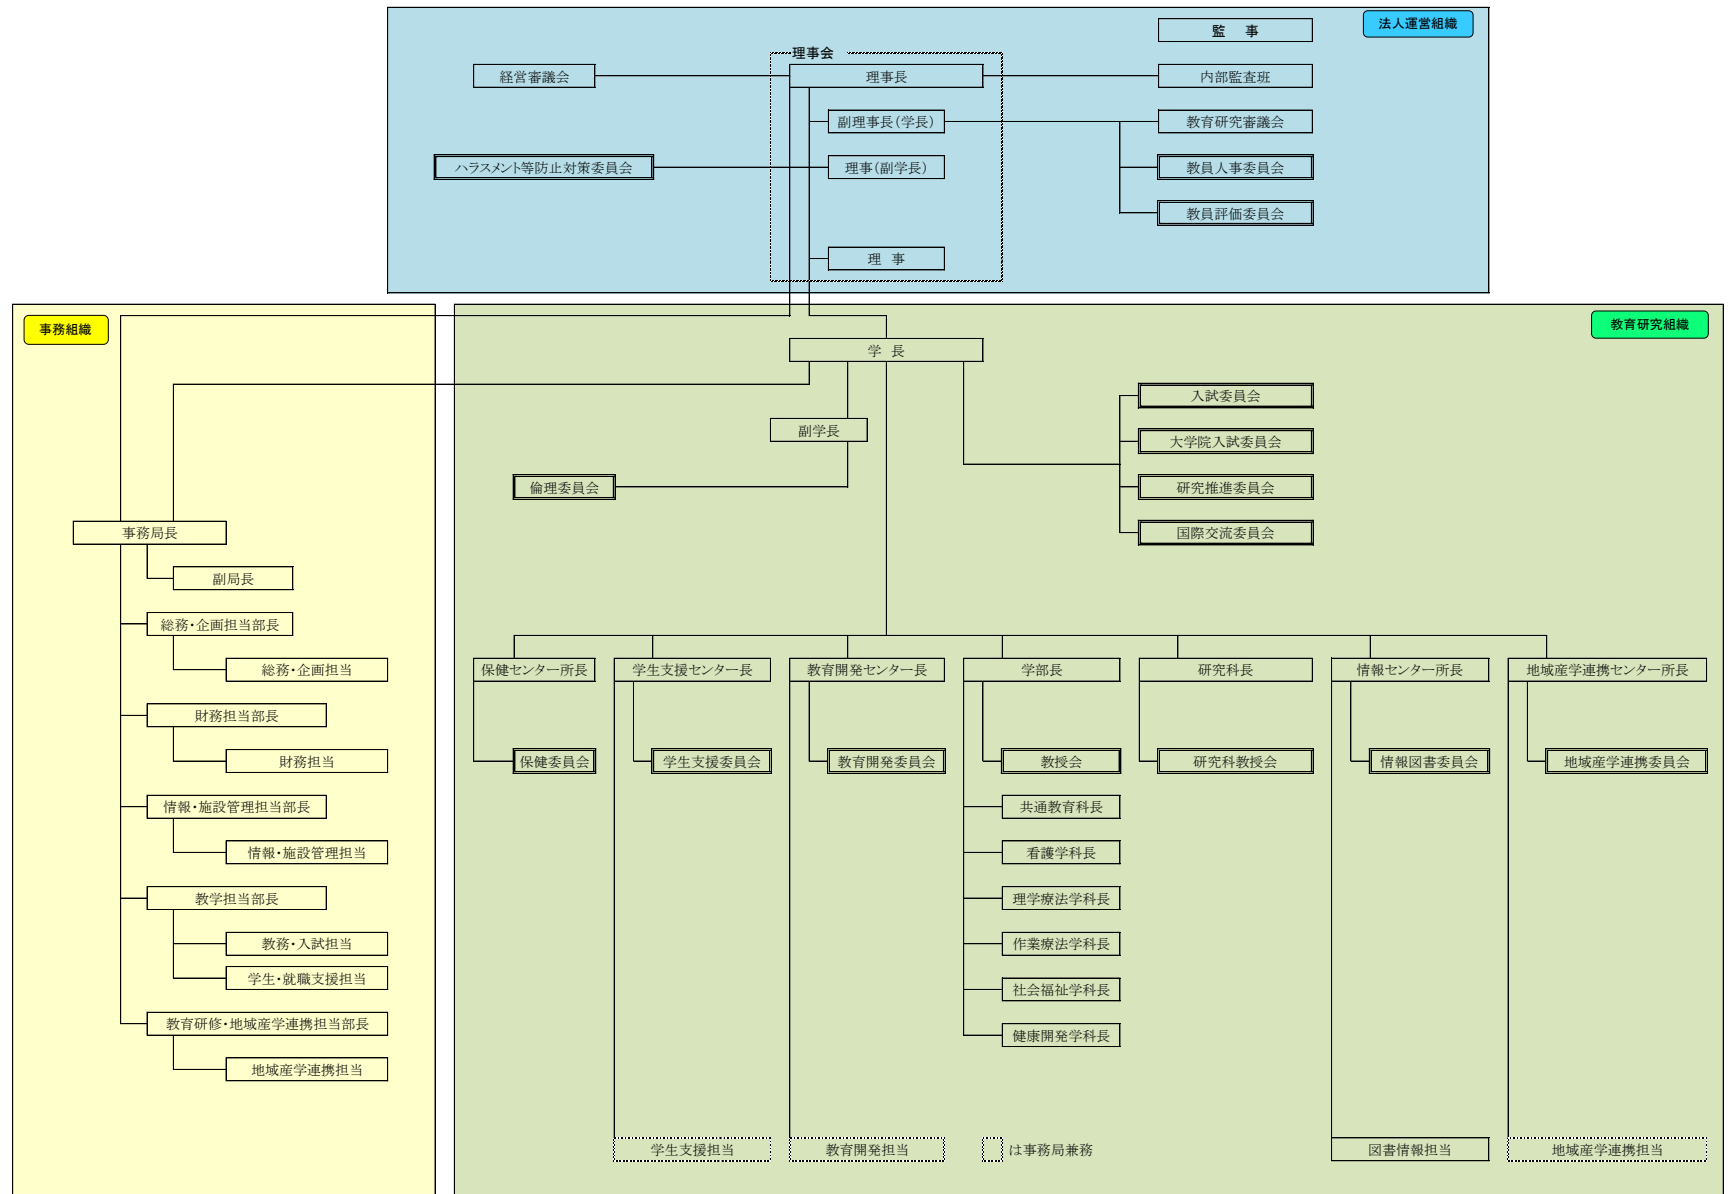 法人運営組織
監　事
理事会
経営審議会
理事長
内部監査班
副理事長(学長)
教育研究審議会
ハラスメント等防止対策委員会
理事(副学長)
教員人事委員会
教員評価委員会
理　事
事務組織
教育研究組織
学　長
入試委員会
副学長
大学院入試委員会
倫理委員会
研究推進委員会
事務局長
国際交流委員会
副局長
総務・企画担当部長
総務・企画担当
保健センター所長
学生支援センター長
教育開発センター長
学部長
研究科長
情報センター所長
地域産学連携センター所長
財務担当部長
財務担当
保健委員会
学生支援委員会
教育開発委員会
教授会
研究科教授会
情報図書委員会
地域産学連携委員会
情報・施設管理担当部長
共通教育科長
情報・施設管理担当
看護学科長
教学担当部長
理学療法学科長
教務・入試担当
作業療法学科長
学生・就職支援担当
社会福祉学科長
教育研修・地域産学連携担当部長
健康開発学科長
地域産学連携担当
学生支援担当
教育開発担当
は事務局兼務
図書情報担当
地域産学連携担当